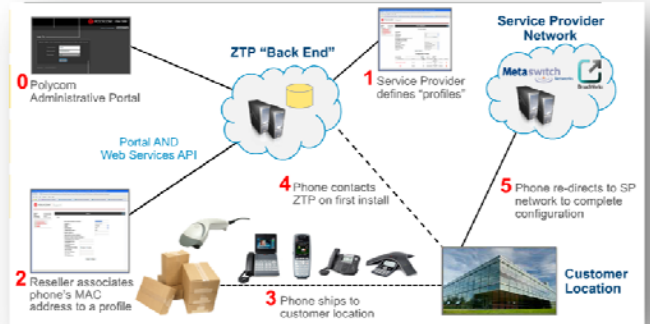 0 Polycom
Administrative Portal
ZTP “Back End”
1 Service Provider
defines “profiles”
Service Provider
Network
Metaswitch
Networks
BroadWorks
Portal AND
Web Services API
4 Phone contacts
ZTP on first install
5 Phone re-directs to SP
network to complete
configuration
2 Reseller associates
phone's MAC
address to a profile
3 Phone ships to
customer location
Customer
Location